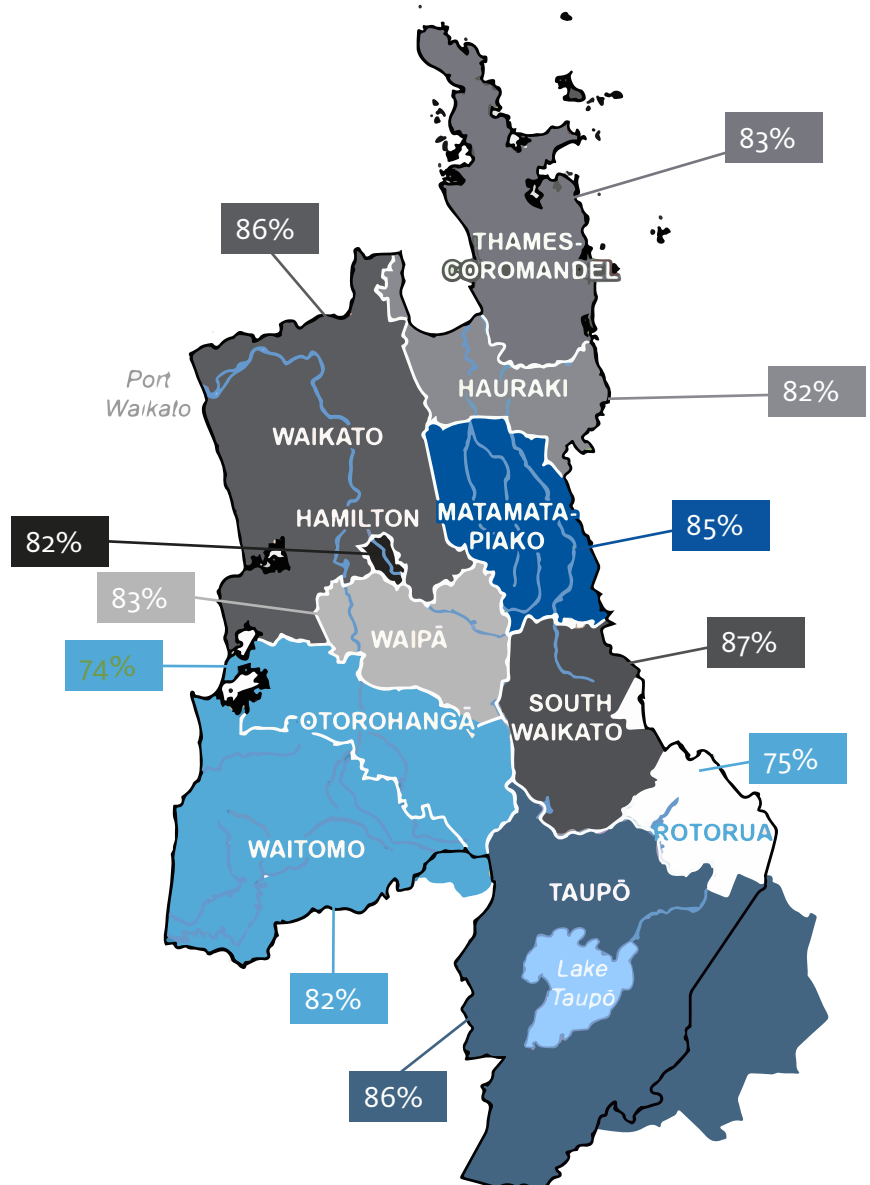 83%
86%
THAMES-
COROMANDEL
Port
Waikato
HAURAKI
82%
WAIKATO
HAMILTON
MATAMATA-
PIAKO
85%
82%
83%
WAIPĀ
87%
74%
SOUTH
WAIKATO
OTOROHANGĀ
75%
ROTORUA
WAITOMO
TAUPŌ
Lake
Taupō
82%
86%